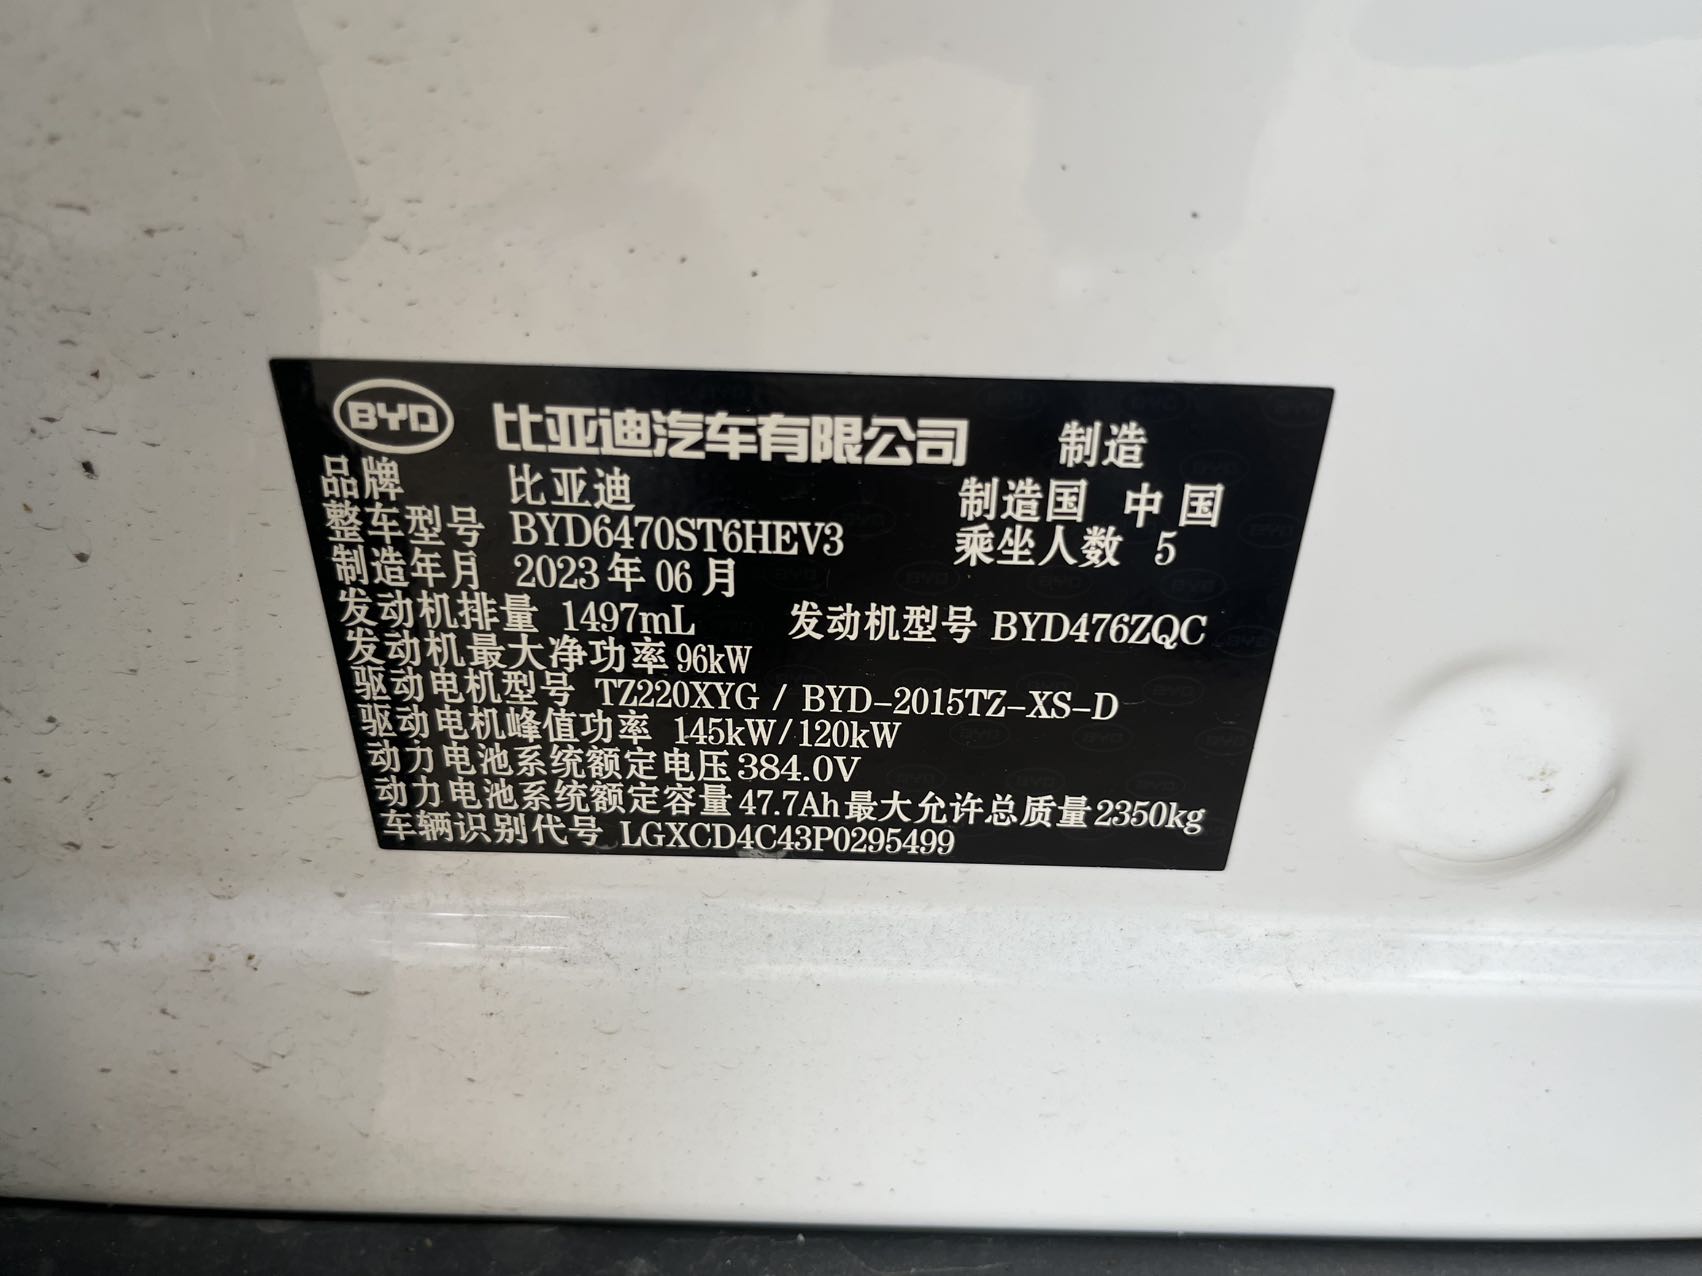 BYD 比亚迪汽车有限公司 制造
品牌 比亚迪 制造国 中国
整车型号 BYD6470ST6HEV3 乘坐人数 5
制造年月 2023年06月
发动机排量 1497mL 发动机型号 BYD476ZQC
发动机最大净功率 96kW
驱动电机型号 TZ220XYG / BYD-2015TZ-XS-D
驱动电机峰值功率 145kW/120kW
动力电池系统额定电压 384.0V
动力电池系统额定容量 47.7Ah 最大允许总质量 2350kg
车辆识别代号 LGXCD4C43P0295499